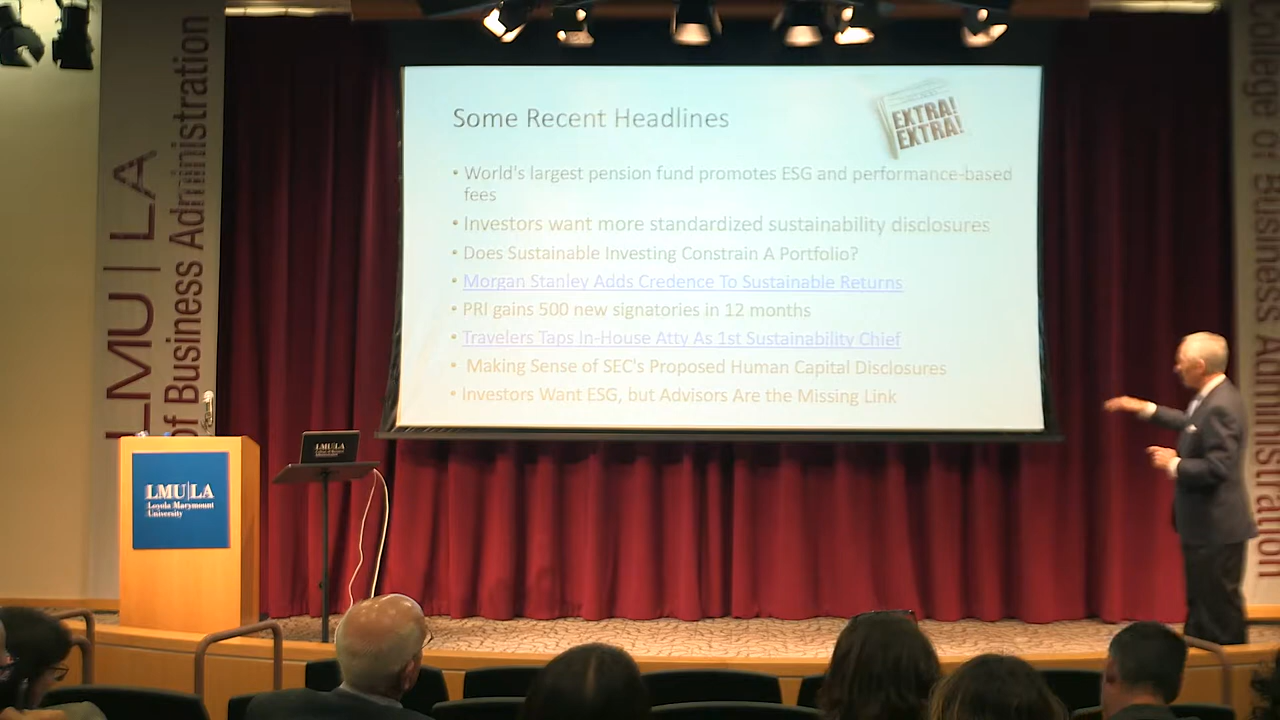 LMU | LA
of Business Administration
Some Recent Headlines
EXTRA!
EXTRA!
• World's largest pension fund promotes ESG and performance-based
fees
• Investors want more standardized sustainability disclosures
• Does Sustainable Investing Constrain A Portfolio?
• Morgan Stanley Adds Credence To Sustainable Returns
• PRI gains 500 new signatories in 12 months
• Travelers Taps In-House Atty As 1st Sustainability Chief
• Making Sense of SEC's Proposed Human Capital Disclosures
• Investors Want ESG, but Advisors Are the Missing Link
LMU|LA
Loyola Marymount
University
LMU|LA
College of Business Administration